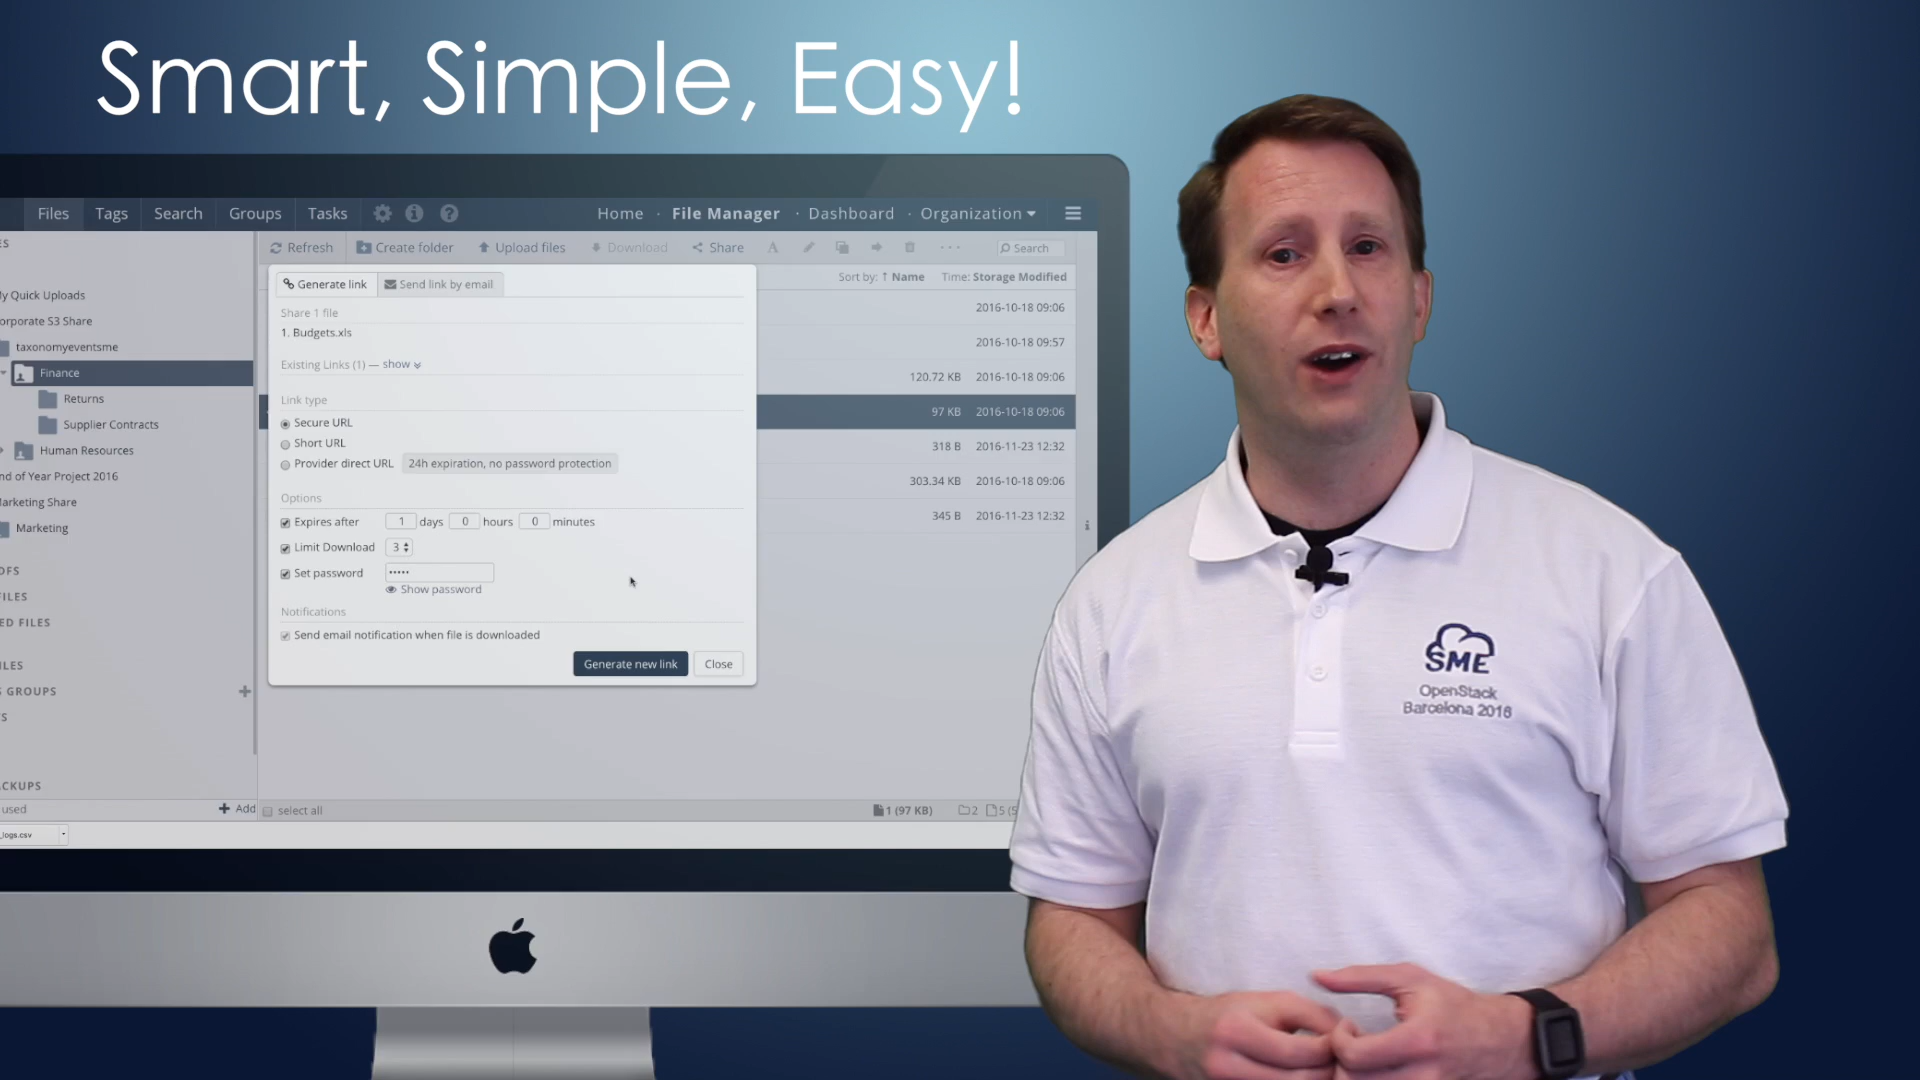 Smart, Simple, Easy!
Files Tags Search Groups Tasks Home · File Manager · Dashboard · Organization
Refresh Create folder Upload files Download Share A ... Search
Generate link Send link by email
Sort by: ↑ Name Time: Storage Modified
Share 1 file
1. Budgets.xls
Existing Links (1) — show
Link type
Secure URL
Short URL
Provider direct URL 24h expiration, no password protection
Options
Expires after 1 days 0 hours 0 minutes
Limit Download 3
Set password •••••
Show password
Notifications
Send email notification when file is downloaded
Generate new link Close
2016-10-18 09:06
2016-10-18 09:57
120.72 KB 2016-10-18 09:06
97 KB 2016-10-18 09:06
318 B 2016-11-23 12:32
303.34 KB 2016-10-18 09:06
345 B 2016-11-23 12:32
ES
y Quick Uploads
orporate S3 Share
taxonomyeventsme
Finance
Returns
Supplier Contracts
Human Resources
nd of Year Project 2016
arketing Share
Marketing
DFS
FILES
ED FILES
ILES
S GROUPS +
TS
CKUPS
used + Add
select all 1 (97 KB) 2 5 (5
_logs.csv
SME
OpenStack
Barcelona 2016